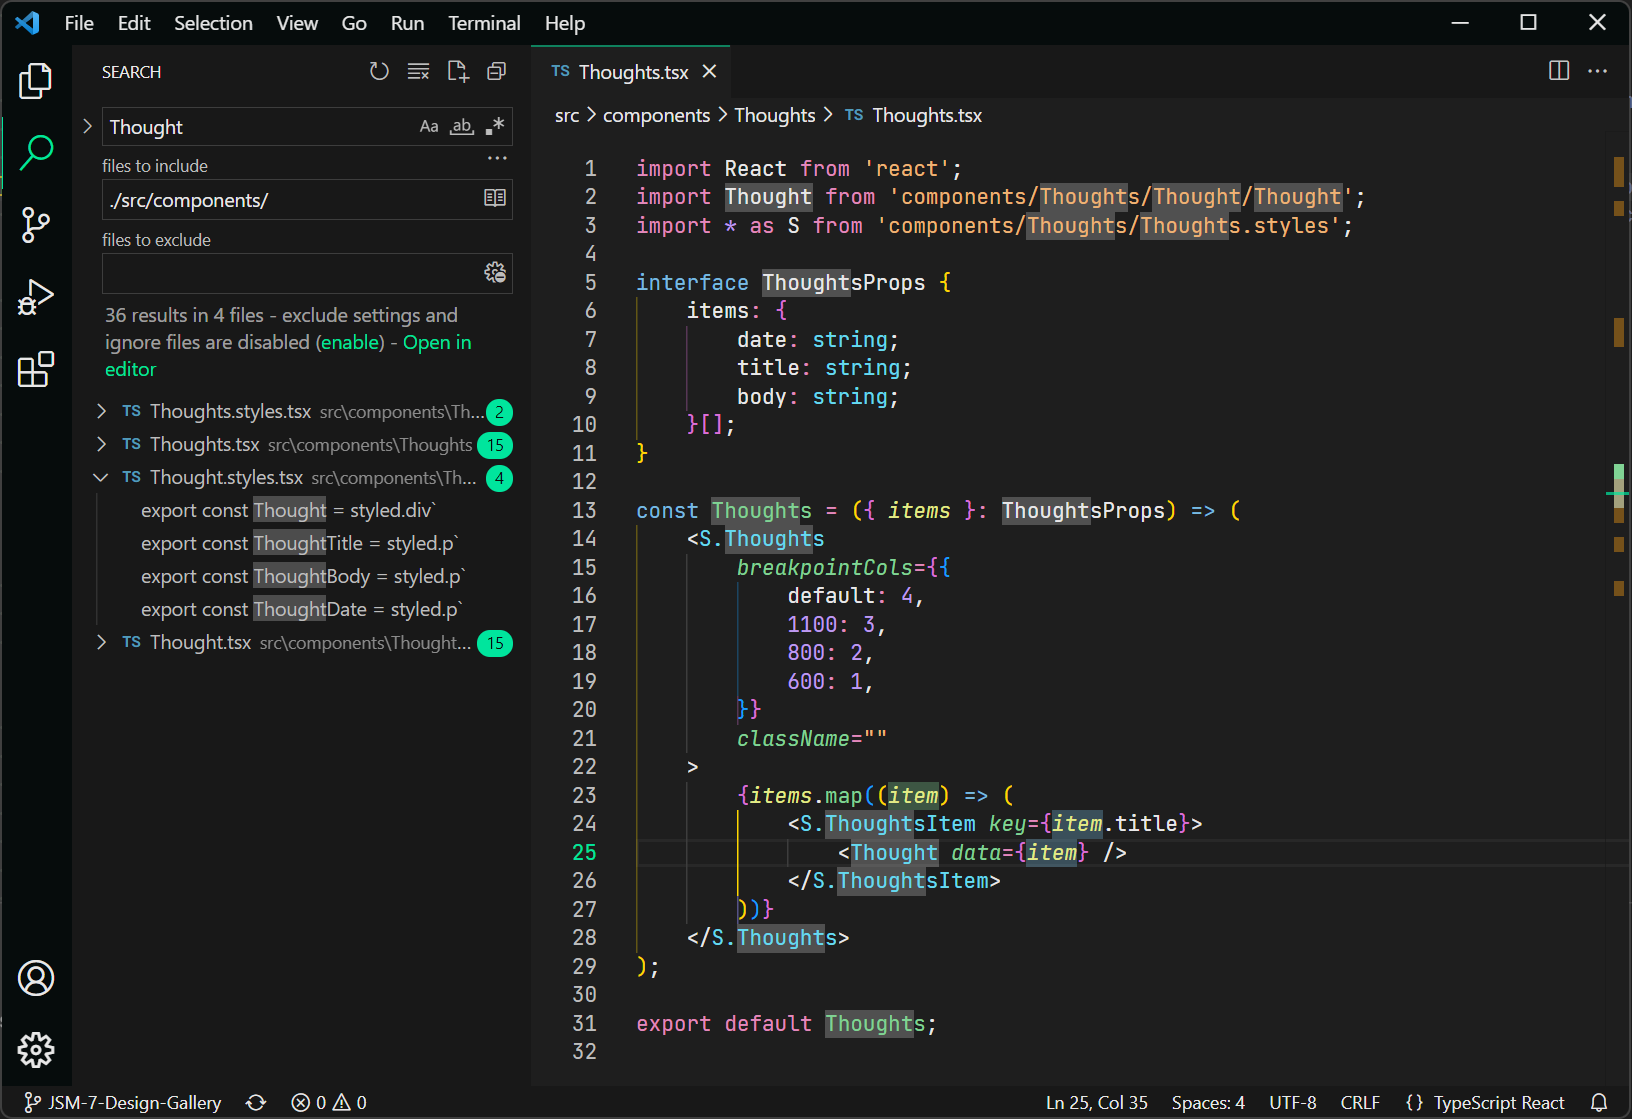 File Edit Selection View Go Run Terminal Help
SEARCH
Thought
Aa ab .*
files to include
./src/components/
files to exclude
36 results in 4 files - exclude settings and
ignore files are disabled (enable) - Open in
editor
TS Thoughts.styles.tsx src\components\Th... 2
TS Thoughts.tsx src\components\Thoughts 15
TS Thought.styles.tsx src\components\Th... 4
export const Thought = styled.div`
export const ThoughtTitle = styled.p`
export const ThoughtBody = styled.p`
export const ThoughtDate = styled.p`
TS Thought.tsx src\components\Thought... 15
TS Thoughts.tsx
src > components > Thoughts > TS Thoughts.tsx
1 import React from 'react';
2 import Thought from 'components/Thoughts/Thought/Thought';
3 import * as S from 'components/Thoughts/Thoughts.styles';
4
5 interface ThoughtsProps {
6 items: {
7 date: string;
8 title: string;
9 body: string;
10 }[];
11 }
12
13 const Thoughts = ({ items }: ThoughtsProps) => (
14 <S.Thoughts
15 breakpointCols={{
16 default: 4,
17 1100: 3,
18 800: 2,
19 600: 1,
20 }}
21 className=""
22 >
23 {items.map((item) => (
24 <S.ThoughtsItem key={item.title}>
25 <Thought data={item} />
26 </S.ThoughtsItem>
27 ))}
28 </S.Thoughts>
29 );
30
31 export default Thoughts;
32
JSM-7-Design-Gallery 0 0 Ln 25, Col 35 Spaces: 4 UTF-8 CRLF {} TypeScript React